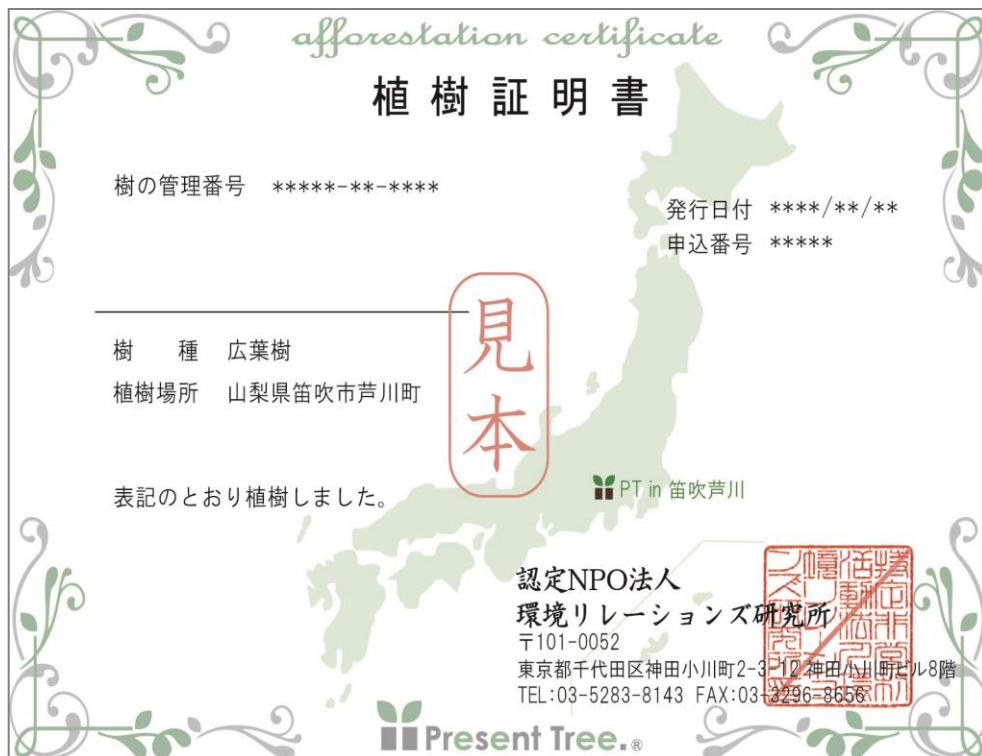 afforestation certificate
植樹証明書
樹の管理番号 *****-**-****
発行日付 ****/**/**
申込番号 *****
見本
樹 種 広葉樹
植樹場所 山梨県笛吹市芦川町
PT in 笛吹芦川
表記のとおり植樹しました。
認定NPO法人
環境リレーションズ研究所
〒101-0052
東京都千代田区神田小川町2-3-12 神田小川町ビル8階
TEL:03-5283-8143 FAX:03-3296-8656
Present Tree.®